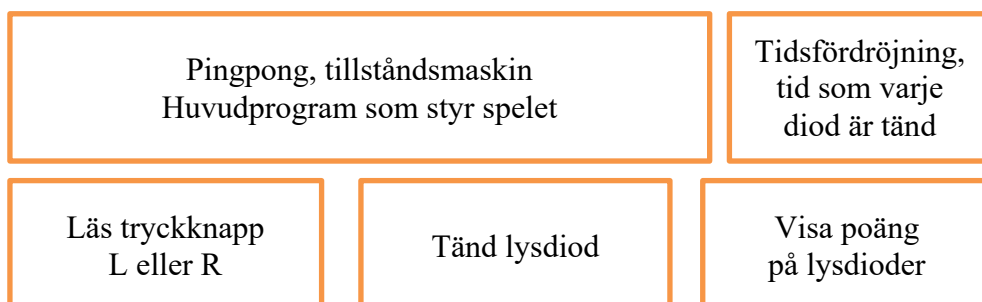 Pingpong, tillståndsmaskin
Huvudprogram som styr spelet
Tidsfördröjning,
tid som varje
diod är tänd
Läs tryckknapp
L eller R
Tänd lysdiod
Visa poäng
på lysdioder